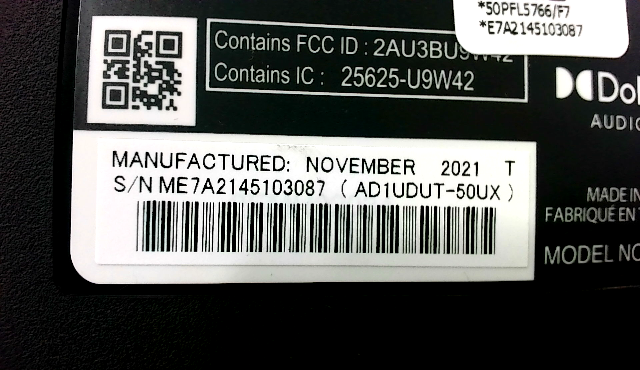 *50PFL5766/F7
*E7A2145103087
Contains FCC ID : 2AU3BU9W42
Contains IC : 25625-U9W42
AUDIO
MANUFACTURED: NOVEMBER 2021 T
S/N ME7A2145103087 ( AD1UDUT-50UX )
MADE IN
FABRIQUÉ EN
MODEL NO